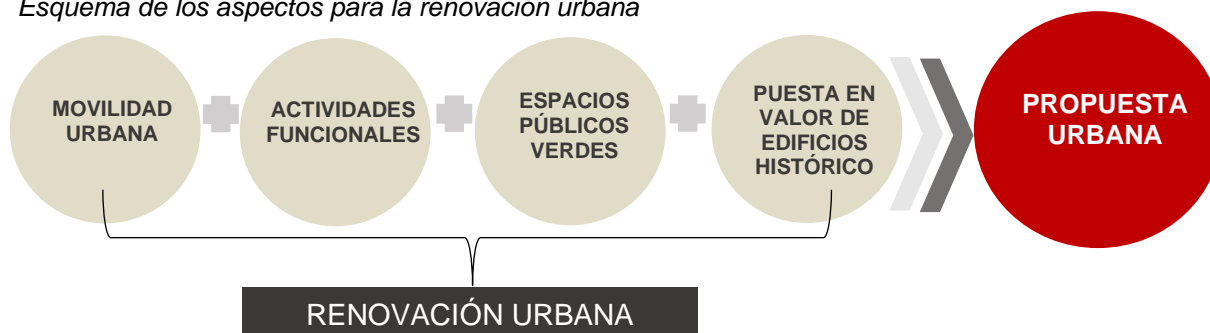 Esquema de los aspectos para la renovación urbana
MOVILIDAD
URBANA
ACTIVIDADES
FUNCIONALES
ESPACIOS
PÚBLICOS
VERDES
PUESTA EN
VALOR DE
EDIFICIOS
HISTÓRICO
PROPUESTA
URBANA
RENOVACIÓN URBANA